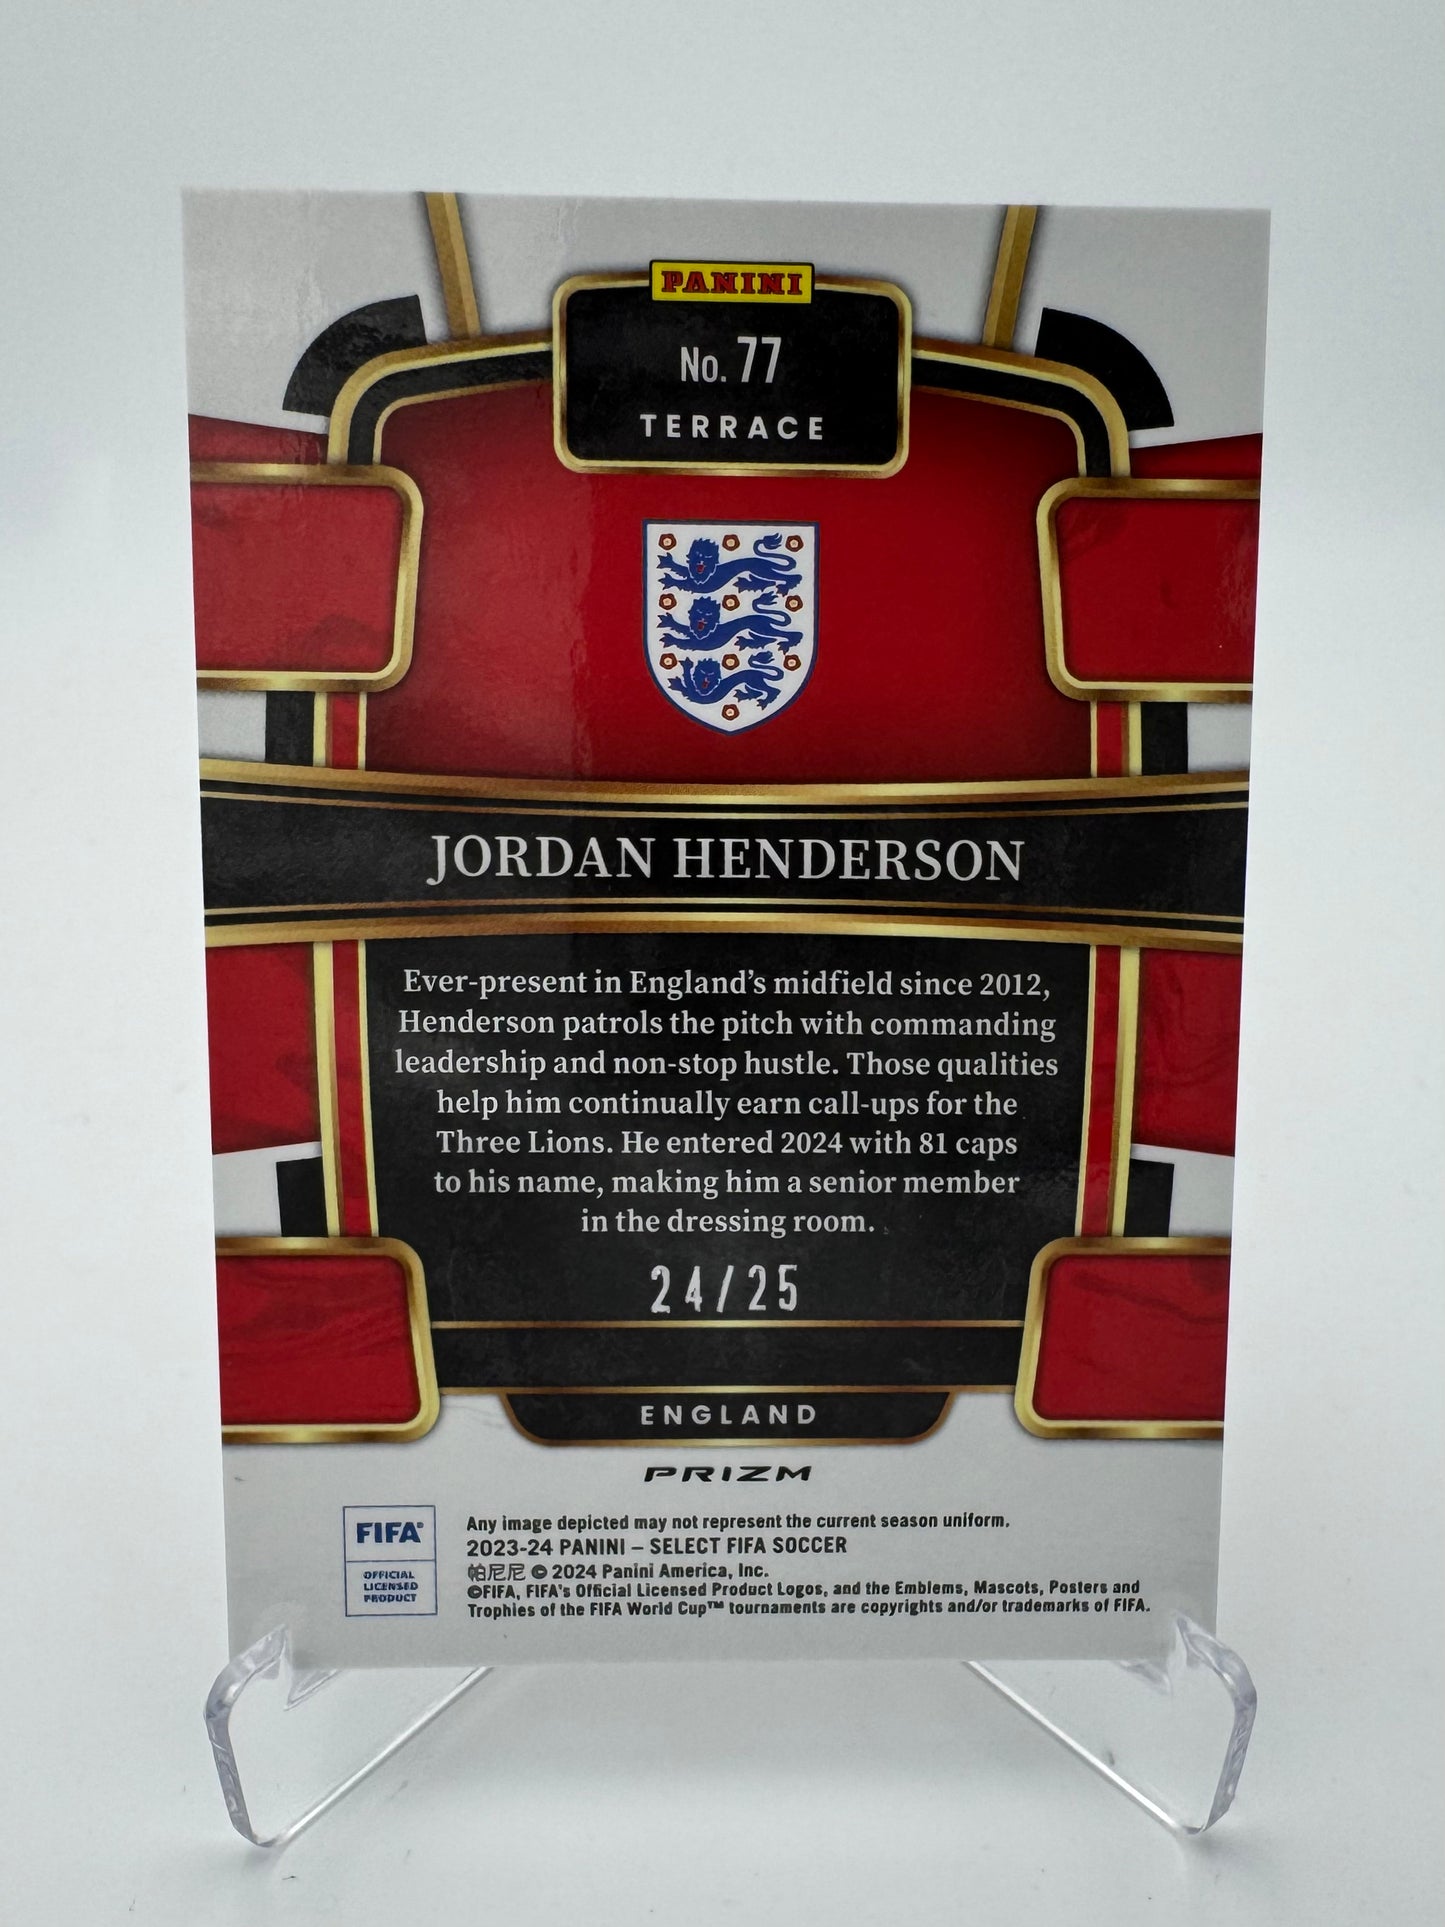 PANINI
No. 77
TERRACE
JORDAN HENDERSON
Ever-present in England's midfield since 2012,
Henderson patrols the pitch with commanding
leadership and non-stop hustle. Those qualities
help him continually earn call-ups for the
Three Lions. He entered 2024 with 81 caps
to his name, making him a senior member
in the dressing room.
24/25
ENGLAND
PRIZM
FIFA®
OFFICIAL
LICENSED
PRODUCT
Any image depicted may not represent the current season uniform.
2023-24 PANINI – SELECT FIFA SOCCER
帕尼尼 © 2024 Panini America, Inc.
©FIFA, FIFA's Official Licensed Product Logos, and the Emblems, Mascots, Posters and
Trophies of the FIFA World Cup™ tournaments are copyrights and/or trademarks of FIFA.